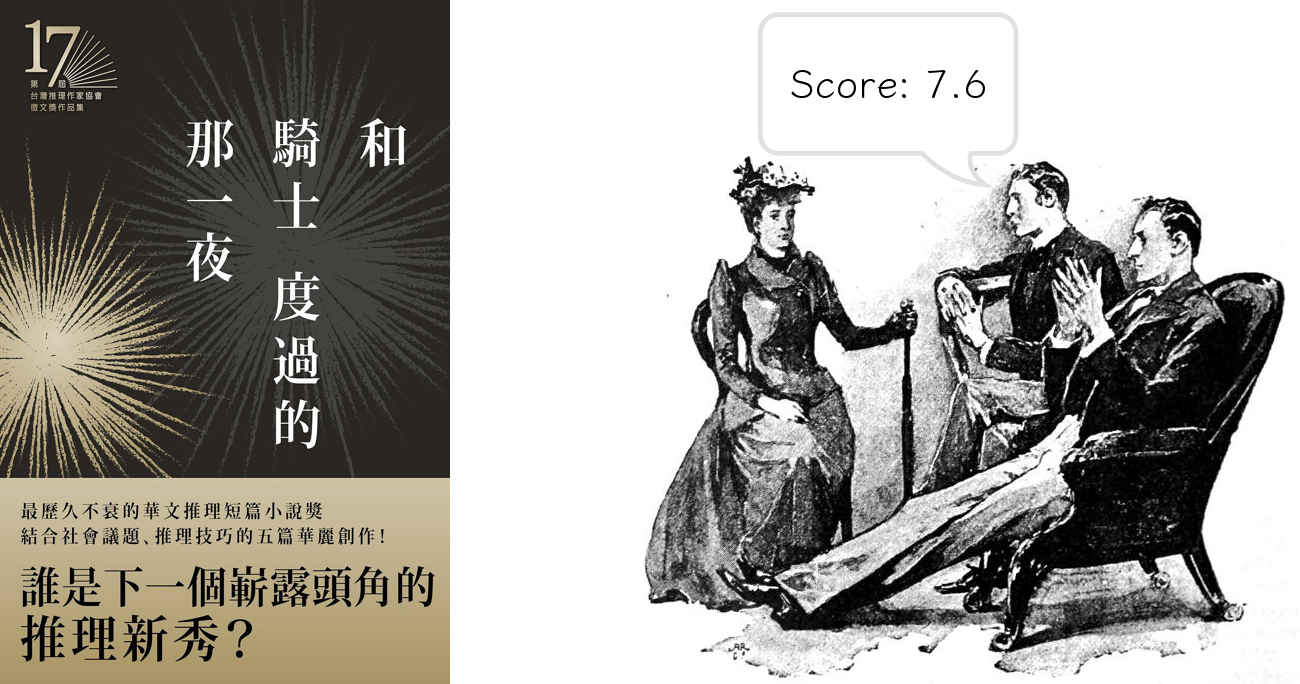 17
第 屆
台灣推理作家協會
徵文獎作品集
和
騎士 度過的
那一夜
最歷久不衰的華文推理短篇小說獎
結合社會議題、推理技巧的五篇華麗創作！
誰是下一個嶄露頭角的
推理新秀？
Score: 7.6